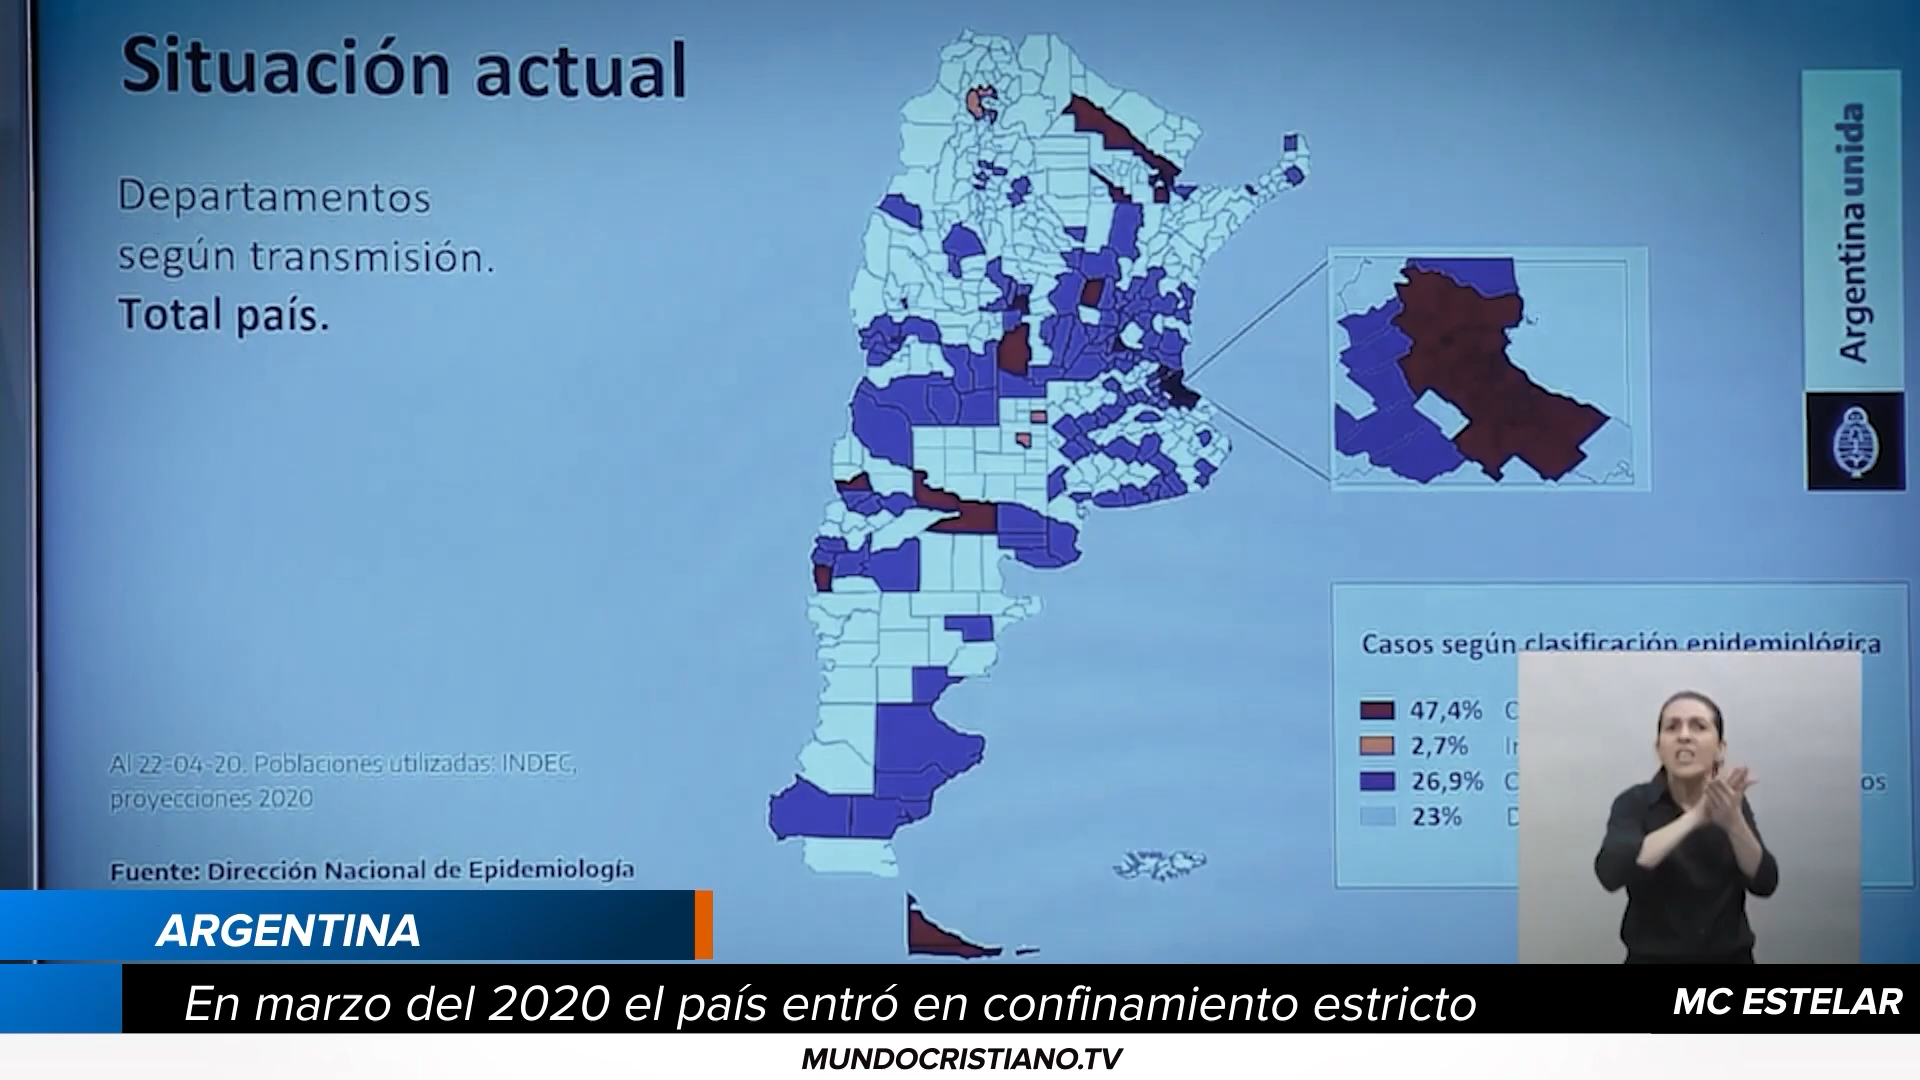 Situación actual
Departamentos
según transmisión.
Total país.
Argentina unida
Casos según clasificación epidemiológica
47,4% C
2,7%
26,9% C os
23% D
Al 22-04-20. Poblaciones utilizadas: INDEC,
proyecciones 2020
Fuente: Dirección Nacional de Epidemiología
ARGENTINA
En marzo del 2020 el país entró en confinamiento estricto
MC ESTELAR
MUNDOCRISTIANO.TV